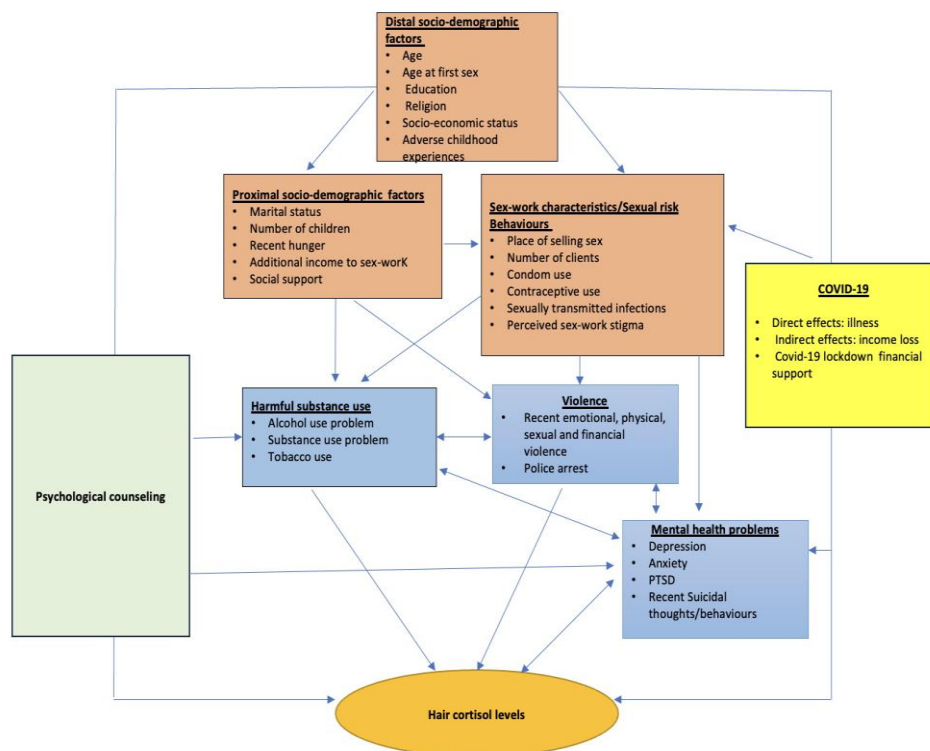 Distal socio-demographic
factors
• Age
• Age at first sex
• Education
• Religion
• Socio-economic status
• Adverse childhood
experiences
Proximal socio-demographic factors
• Marital status
• Number of children
• Recent hunger
• Additional income to sex-worK
• Social support
Sex-work characteristics/Sexual risk
Behaviours
• Place of selling sex
• Number of clients
• Condom use
• Contraceptive use
• Sexually transmitted infections
• Perceived sex-work stigma
COVID-19
• Direct effects: illness
• Indirect effects: income loss
• Covid-19 lockdown financial
support
Psychological counseling
Harmful substance use
• Alcohol use problem
• Substance use problem
• Tobacco use
Violence
• Recent emotional, physical,
sexual and financial
violence
• Police arrest
Mental health problems
• Depression
• Anxiety
• PTSD
• Recent Suicidal
thoughts/behaviours
Hair cortisol levels